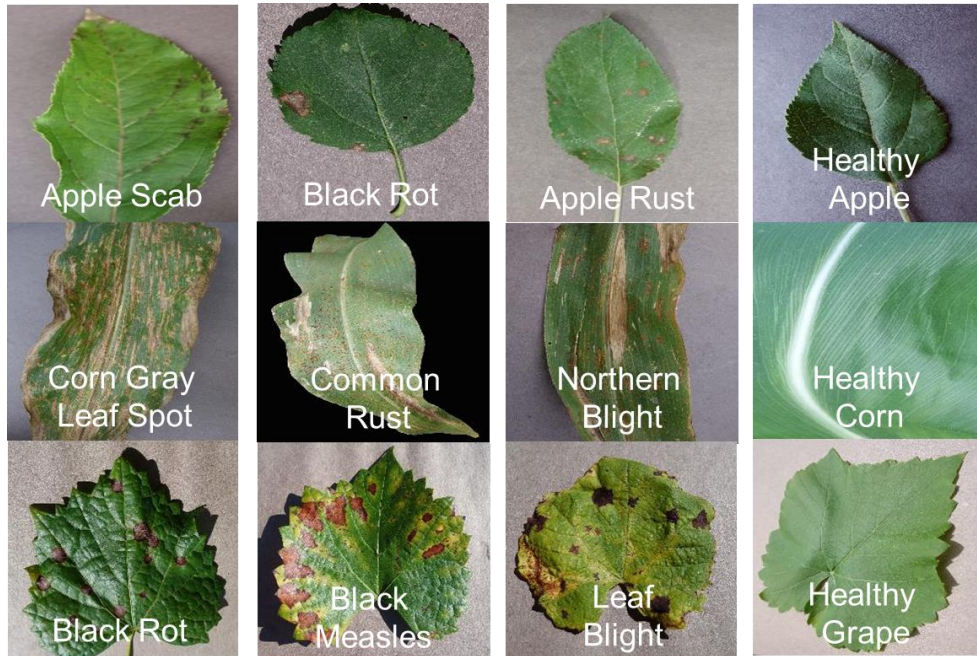 Apple Scab
Black Rot
Apple Rust
Healthy
Apple
Corn Gray
Leaf Spot
Common
Rust
Northern
Blight
Healthy
Corn
Black Rot
Black
Measles
Leaf
Blight
Healthy
Grape